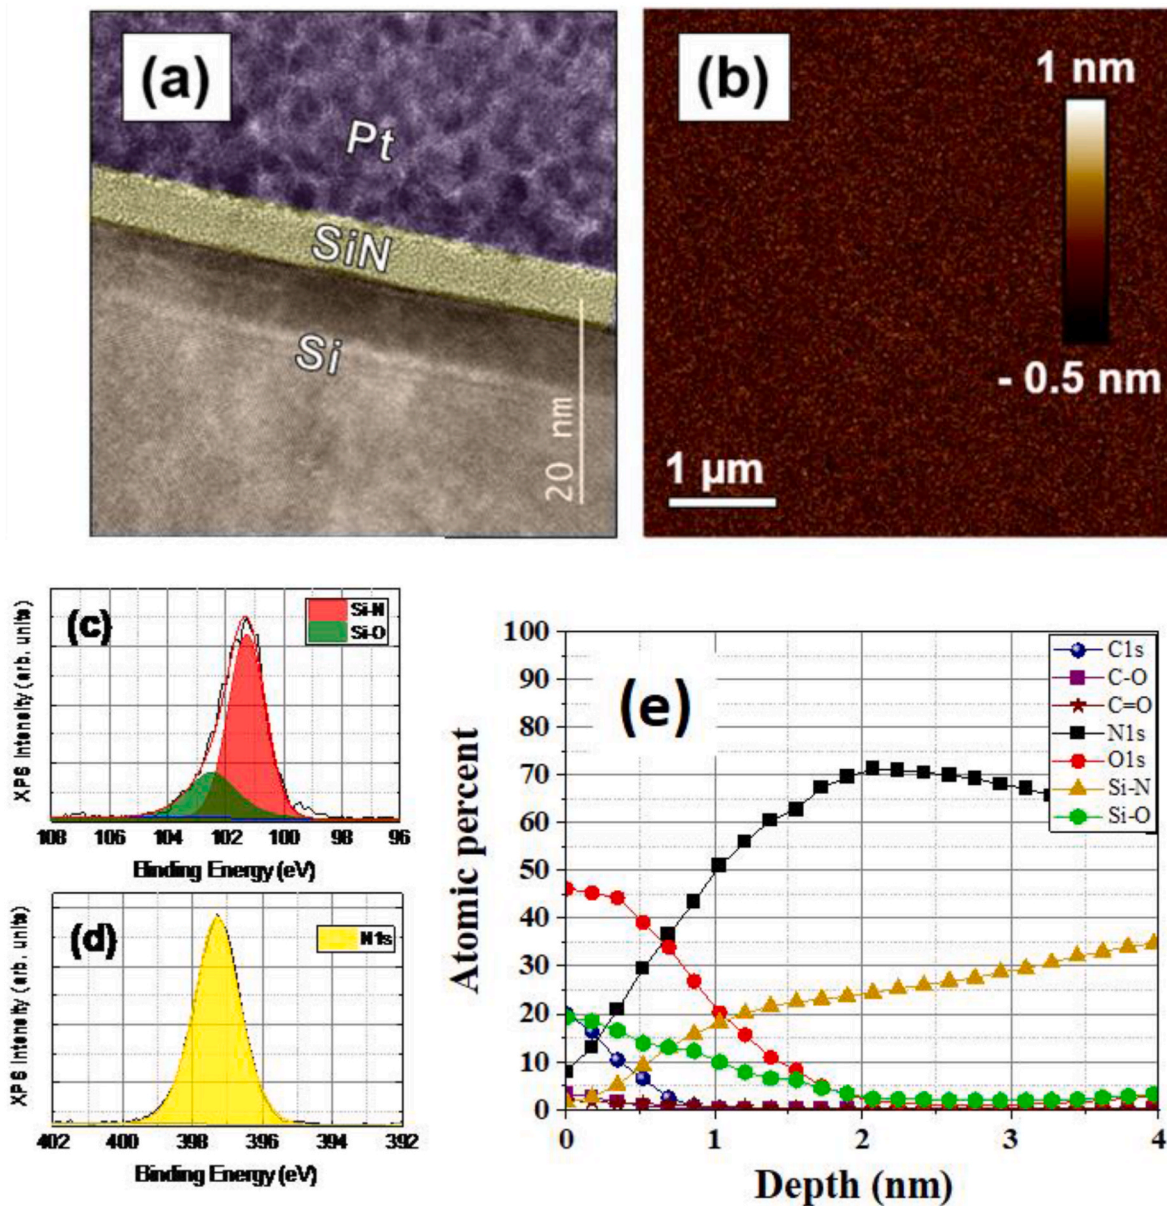 (a)
Pt
SiN
Si
20 nm
(b)
1 nm
- 0.5 nm
1 µm
(c)
Si-N
Si-O
XPS Intensity (arb. units)
108 106 104 102 100 98 96
Binding Energy (eV)
(d)
N1s
XPS Intensity (arb. units)
402 400 398 396 394 392
Binding Energy (eV)
(e)
C1s
C-O
C=O
N1s
O1s
Si-N
Si-O
100
90
80
70
60
50
40
30
20
10
0
Atomic percent
0 1 2 3 4
Depth (nm)